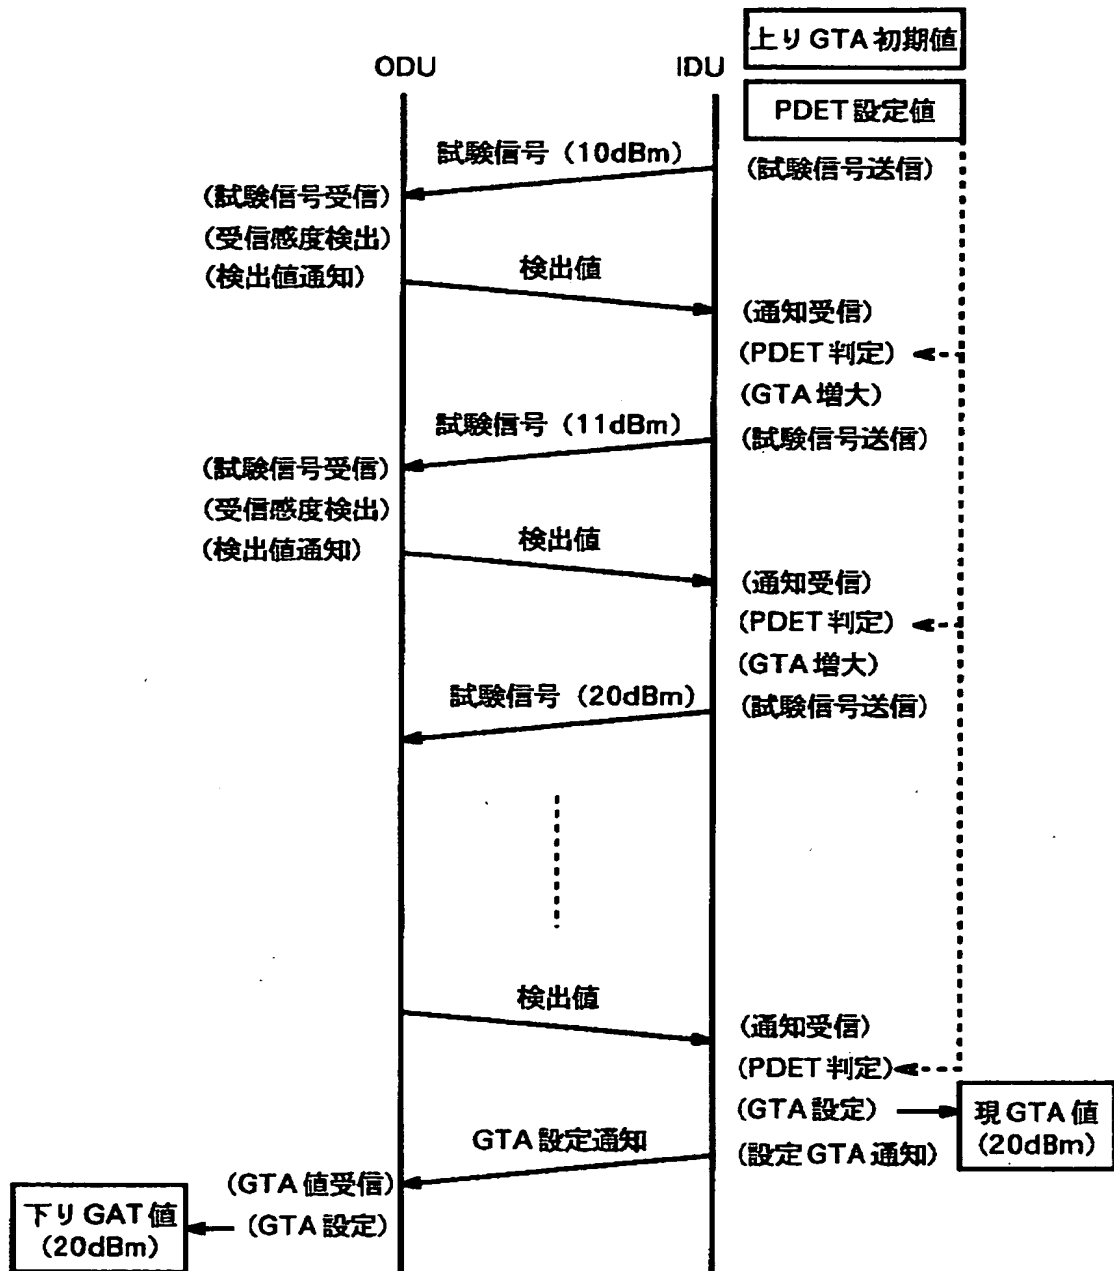 上りGTA初期値
ODU
IDU
PDET設定値
試験信号（10dBm）
(試験信号送信)
(試験信号受信)
(受信感度検出)
(検出値通知)
検出値
(通知受信)
(PDET判定)
(GTA増大)
試験信号（11dBm）
(試験信号送信)
(試験信号受信)
(受信感度検出)
(検出値通知)
検出値
(通知受信)
(PDET判定)
(GTA増大)
試験信号（20dBm）
(試験信号送信)
検出値
(通知受信)
(PDET判定)
(GTA設定)
現GTA値
(20dBm)
GTA設定通知
(設定GTA通知)
(GTA値受信)
下りGAT値
(20dBm)
(GTA設定)